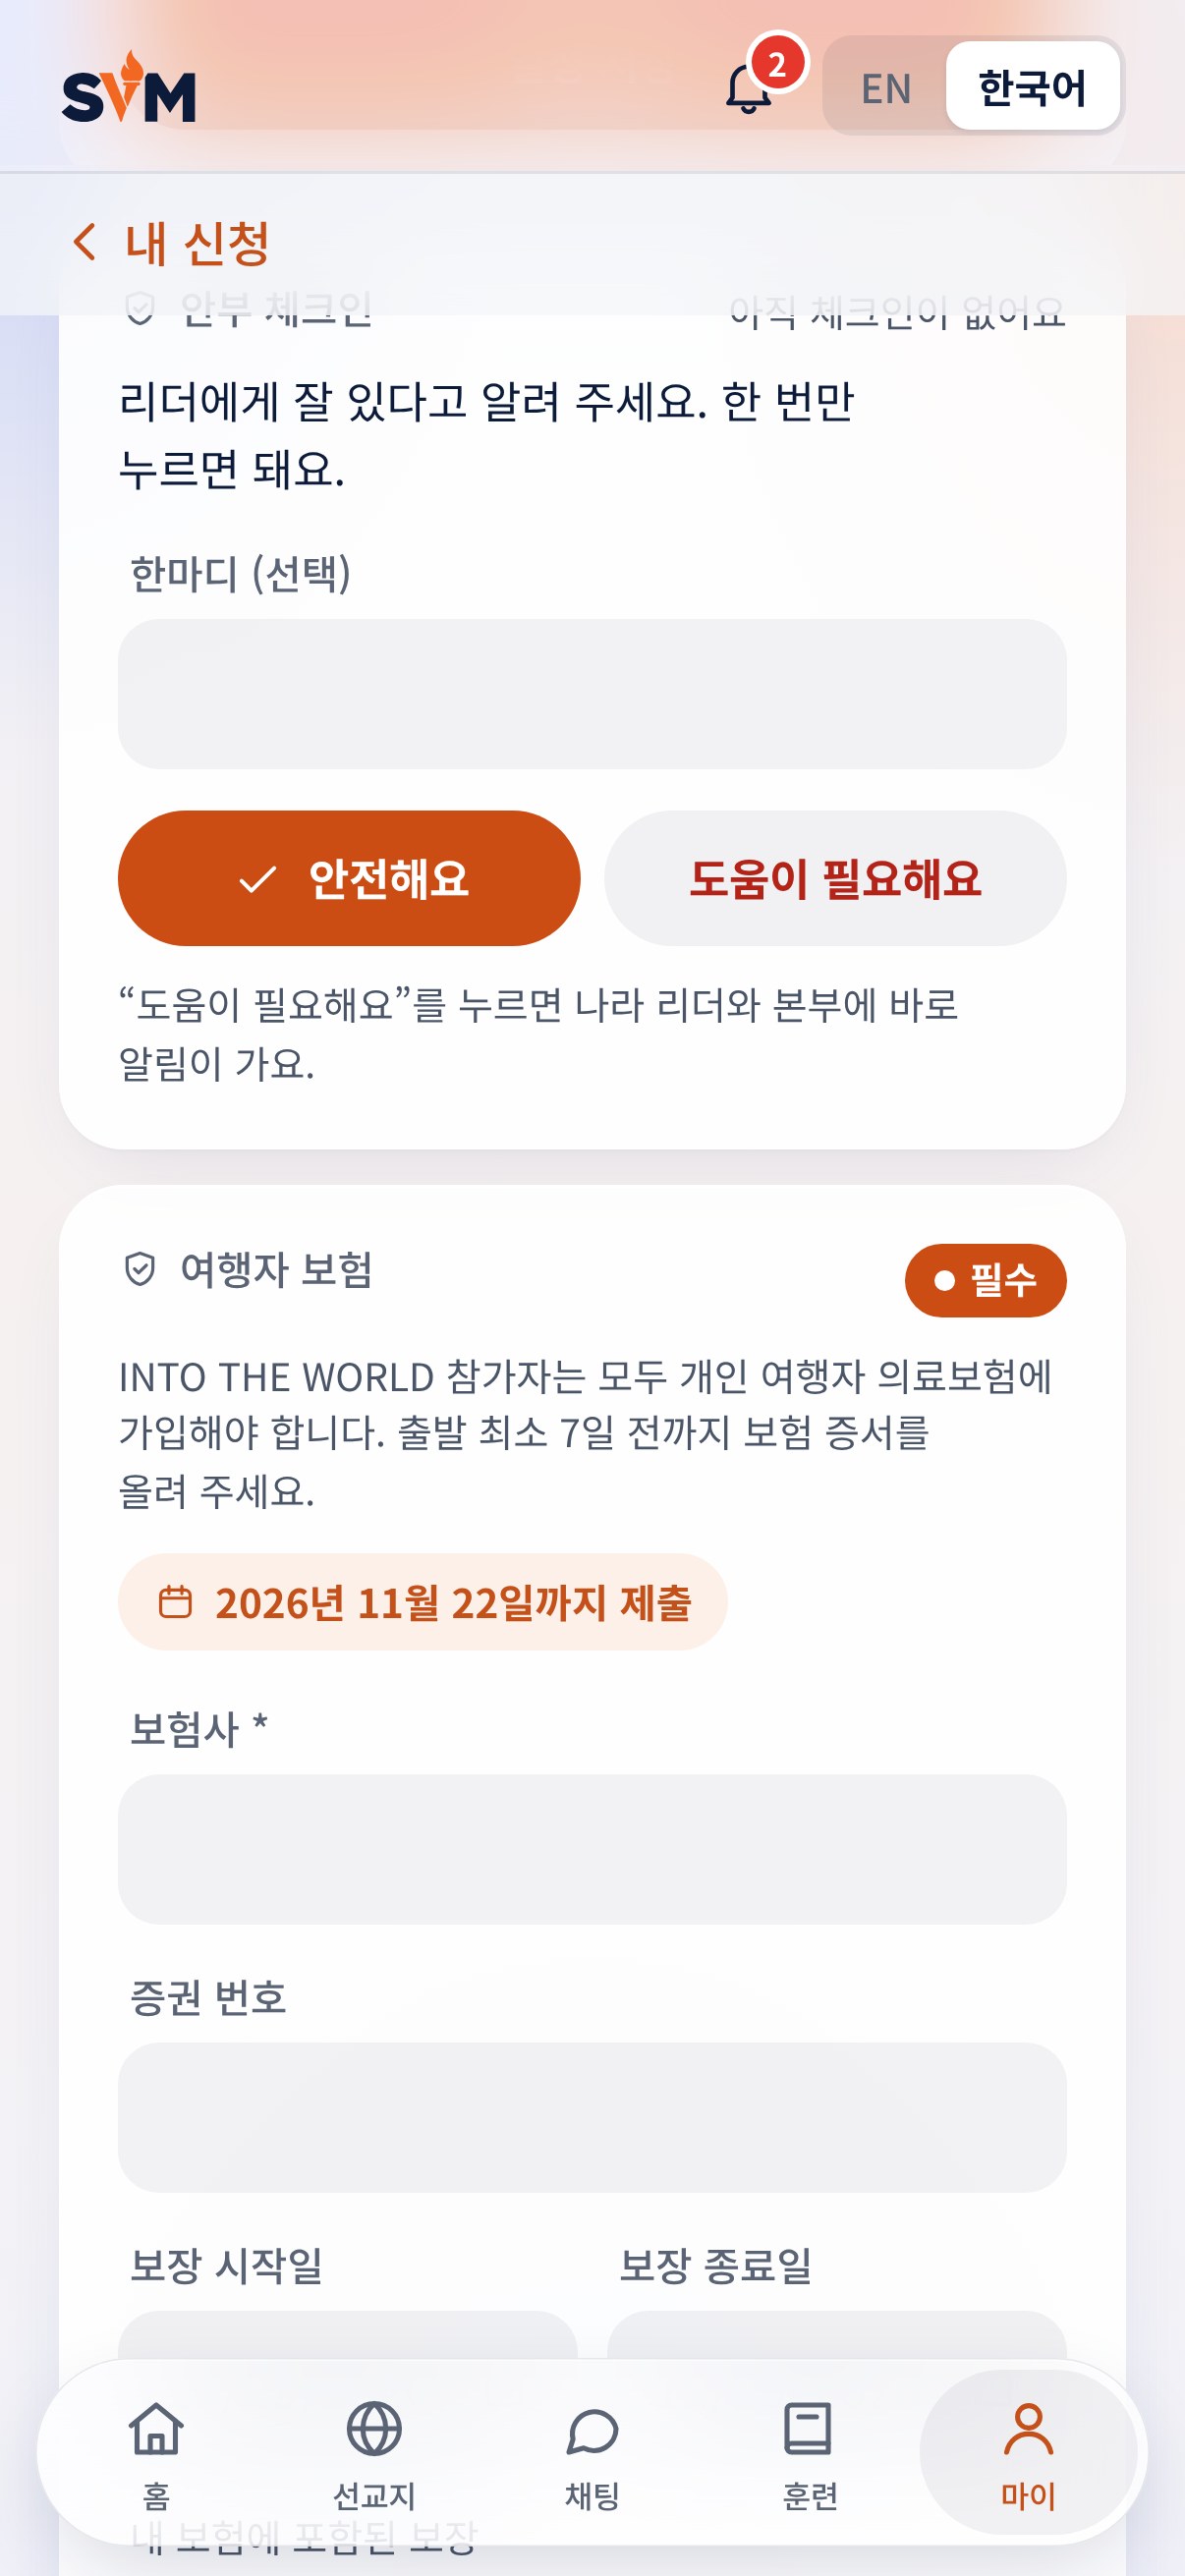 SVM
2
EN
한국어
내 신청
안부 체크인
아직 체크인이 없어요
리더에게 잘 있다고 알려 주세요. 한 번만
누르면 돼요.
한마디 (선택)
안전해요
도움이 필요해요
“도움이 필요해요”를 누르면 나라 리더와 본부에 바로
알림이 가요.
여행자 보험
필수
INTO THE WORLD 참가자는 모두 개인 여행자 의료보험에
가입해야 합니다. 출발 최소 7일 전까지 보험 증서를
올려 주세요.
2026년 11월 22일까지 제출
보험사 *
증권 번호
보장 시작일
보장 종료일
홈
선교지
채팅
훈련
마이
내 보험에 포함된 보장